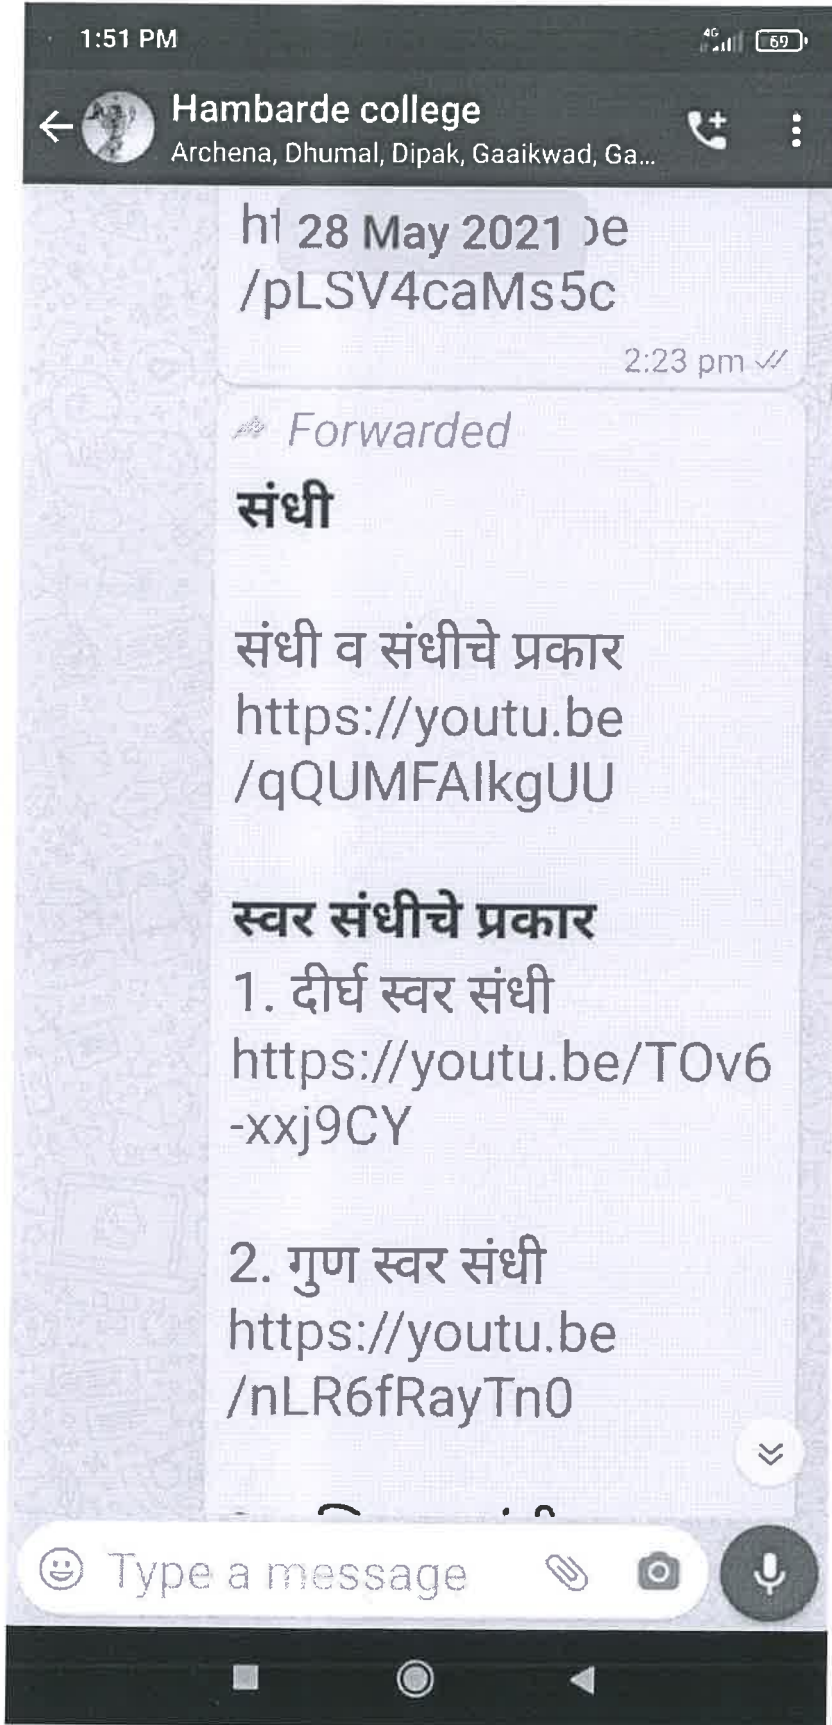 1:51 PM
4G
69
Hambarde college
Archena, Dhumal, Dipak, Gaaikwad, Ga...
28 May 2021
/pLSV4caMs5c
2:23 pm
Forwarded
संधी
संधी व संधीचे प्रकार
https://youtu.be
/qQUMFAIkgUU
स्वर संधीचे प्रकार
1. दीर्घ स्वर संधी
https://youtu.be/TOv6
-xxj9CY
2. गुण स्वर संधी
https://youtu.be
/nLR6fRayTn0
Type a message